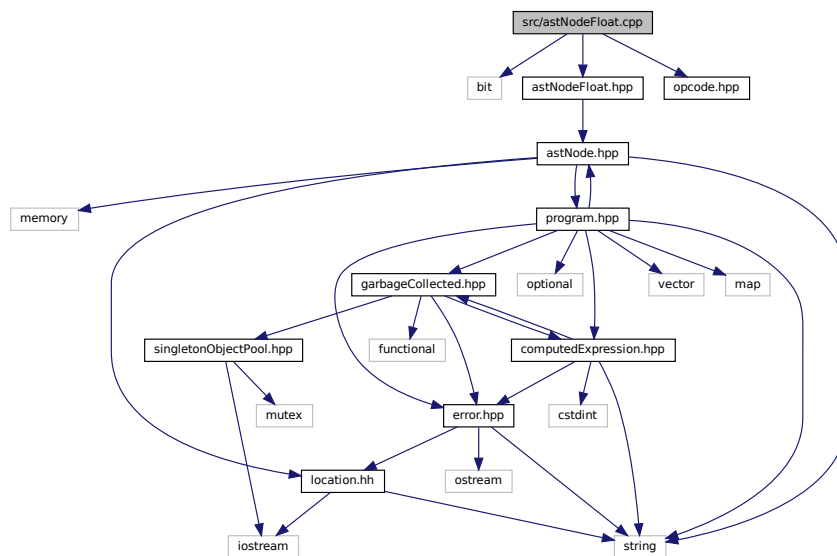 src/astNodeFloat.cpp
bit
astNodeFloat.hpp
opcode.hpp
astNode.hpp
memory
program.hpp
garbageCollected.hpp
optional
vector
map
singletonObjectPool.hpp
functional
computedExpression.hpp
mutex
error.hpp
cstdint
location.hh
ostream
iostream
string